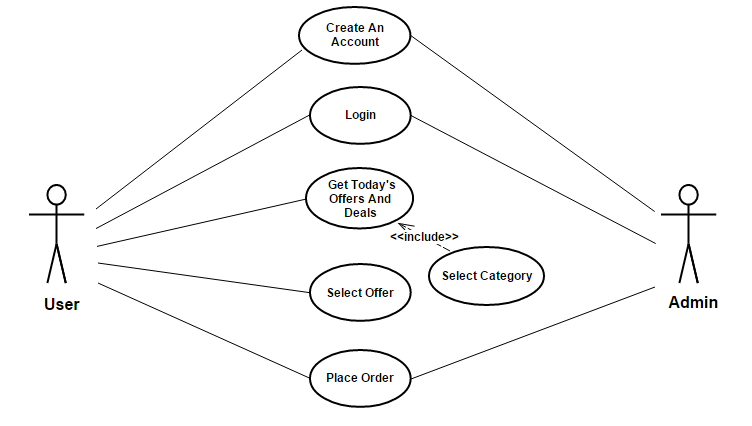 Create An
Account
Login
Get Today's
Offers And
Deals
<<include>>
Select Category
Select Offer
User
Admin
Place Order